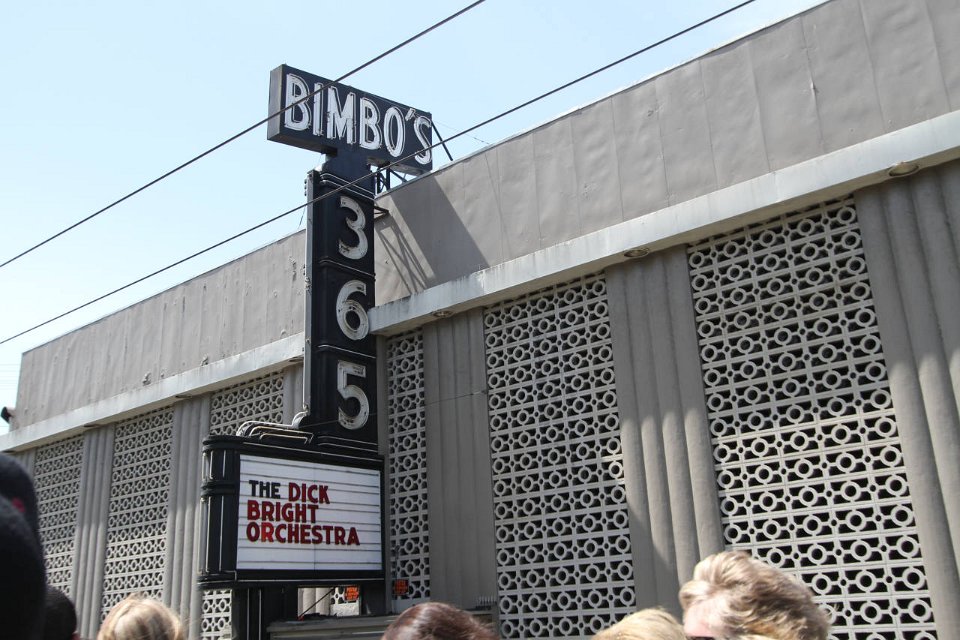 BIMBO'S
3
6
5
THE DICK
BRIGHT
ORCHESTRA